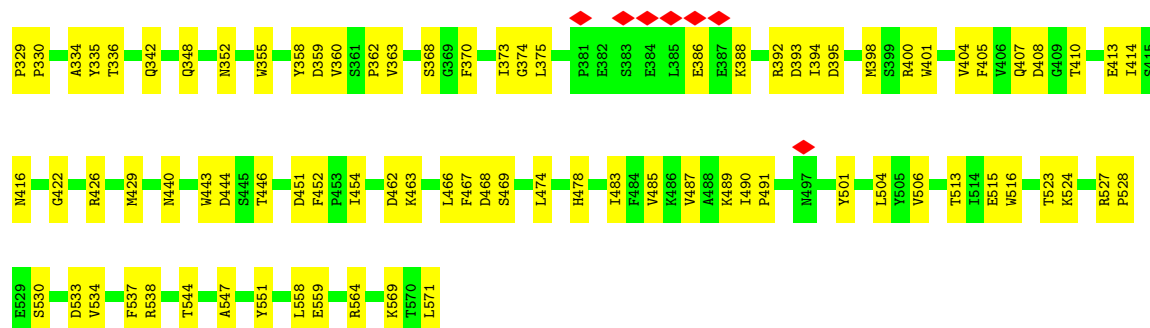 P329 P330 A334 Y335 T336 Q342 Q348 N352 W355 Y358 D359 V360 S361 P362 V363 S368 G369 F370 I373 G374 L375 P381 E382 S383 E384 L385 E386 E387 K388 R392 D393 I394 D395 M398 S399 R400 W401 V404 F405 V406 Q407 D408 G409 T410 E413 I414 S415
N416 G422 R426 M429 N440 W443 D444 S445 T446 D451 F452 P453 I454 D462 K463 L466 F467 D468 S469 L474 H478 I483 F484 V485 K486 V487 A488 K489 I490 P491 N497 Y501 L504 Y505 V506 T513 I514 E515 W516 T523 K524 R527 P528
E529 S530 D533 V534 F537 R538 T544 A547 Y551 L558 E559 R564 K569 T570 L571